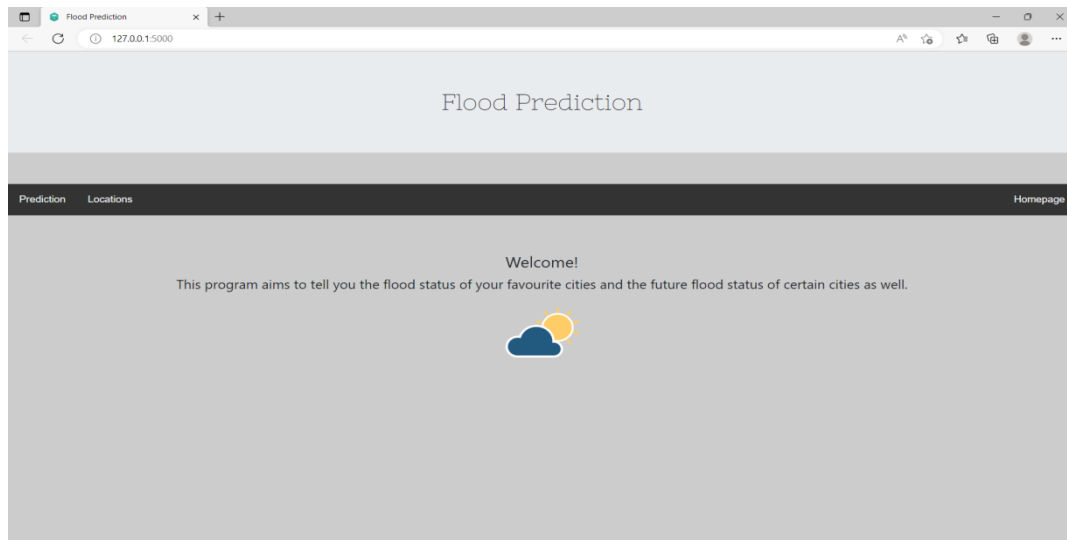 Flood Prediction
127.0.0.1:5000
Flood Prediction
Prediction Locations Homepage
Welcome!
This program aims to tell you the flood status of your favourite cities and the future flood status of certain cities as well.